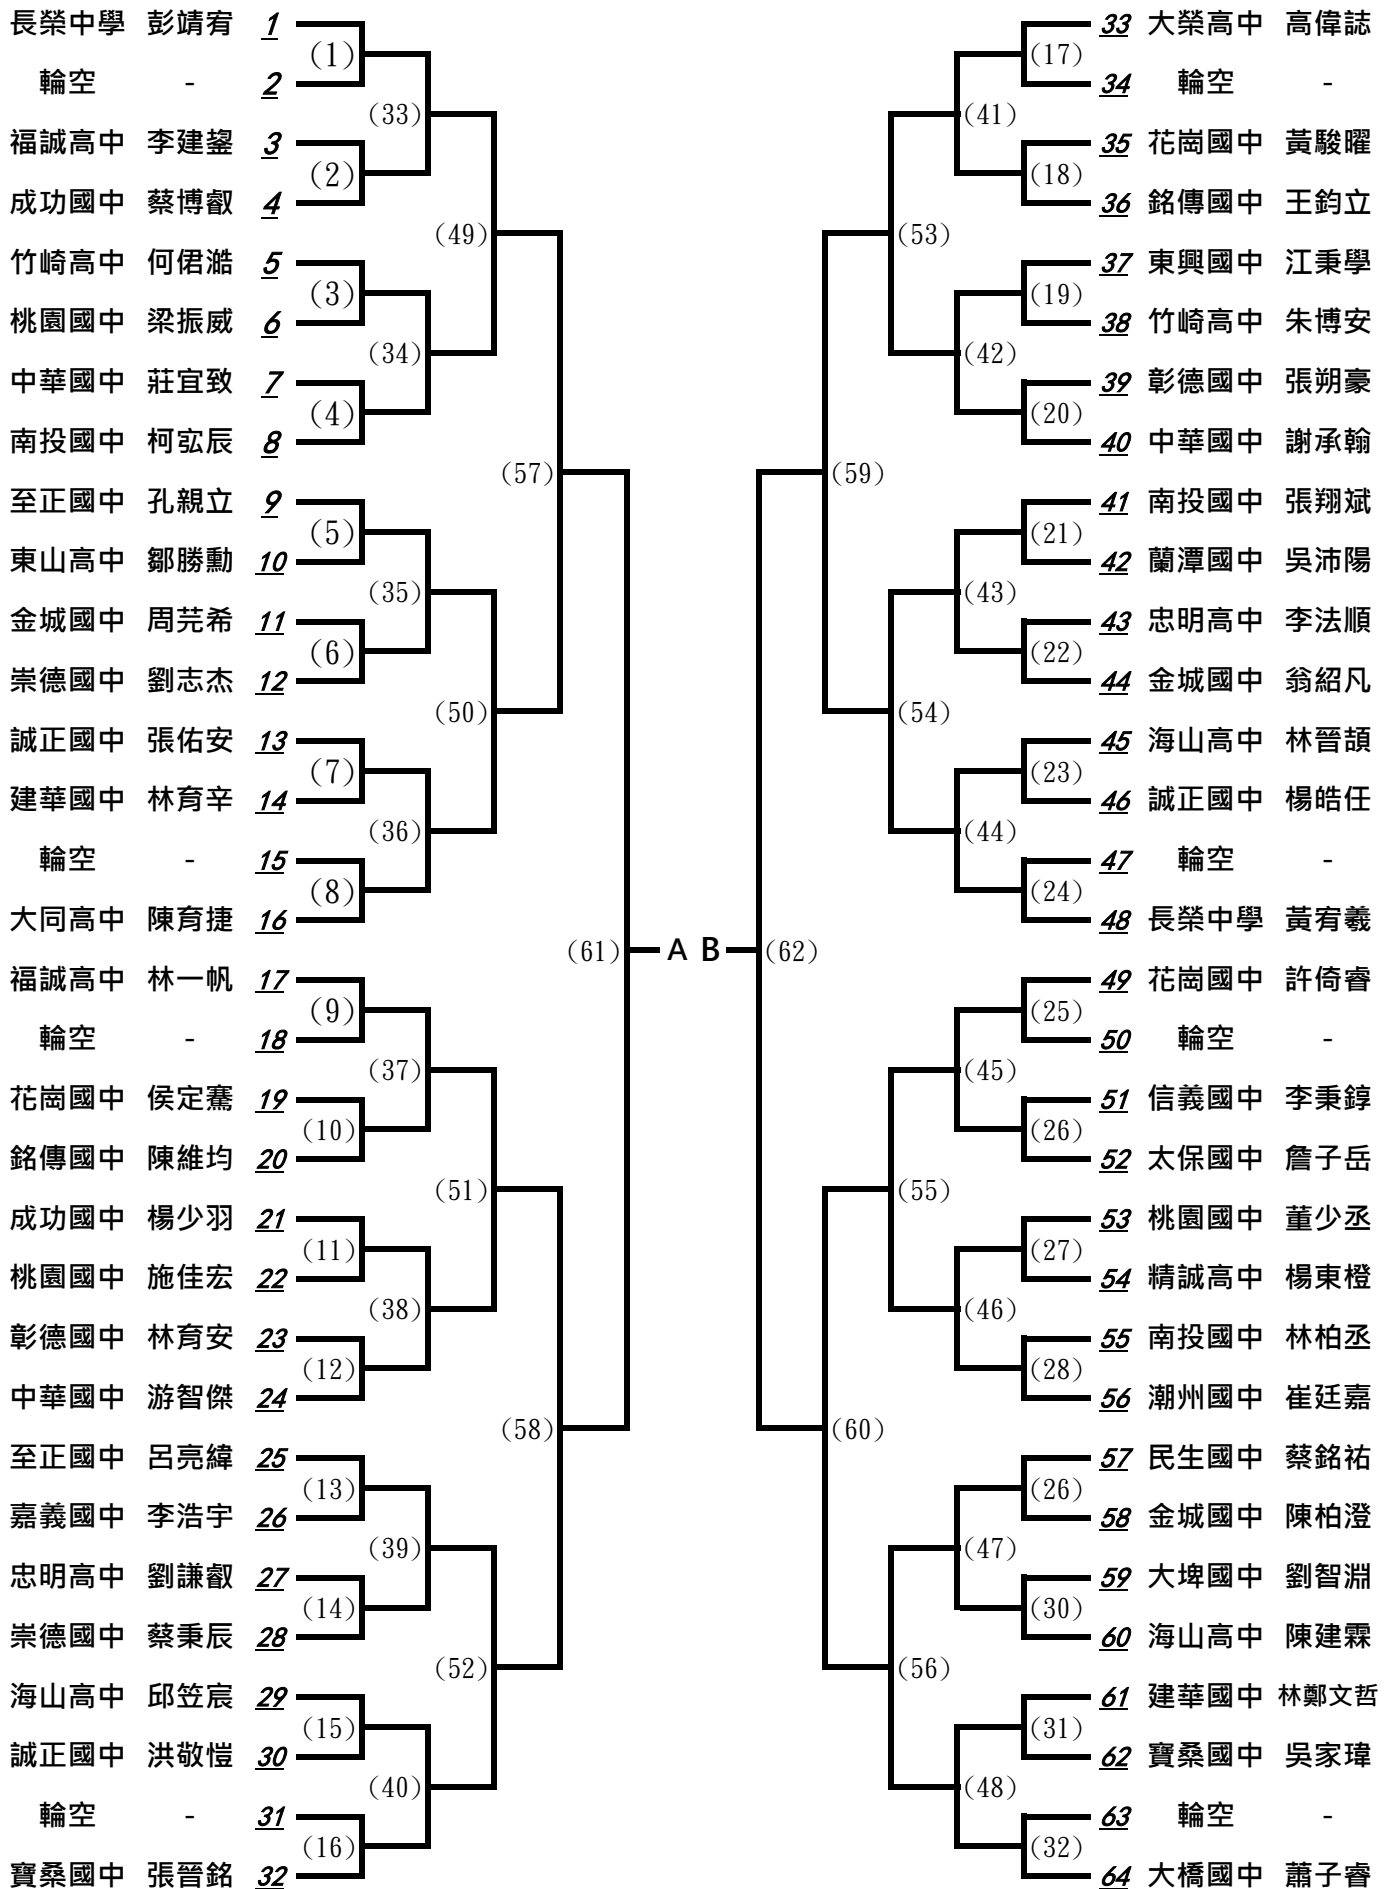 長榮中學 彭靖宥 1
(1)
輪空 - 2
(33)
福誠高中 李建鋆 3
(2)
成功國中 蔡博叡 4
(49)
竹崎高中 何侰澔 5
(3)
桃園國中 梁振威 6
(34)
中華國中 莊宜致 7
(4)
南投國中 柯宖辰 8
(57)
至正國中 孔親立 9
(5)
東山高中 鄒勝勳 10
(35)
金城國中 周芫希 11
(6)
崇德國中 劉志杰 12
(50)
誠正國中 張佑安 13
(7)
建華國中 林育辛 14
(36)
輪空 - 15
(8)
大同高中 陳育捷 16
(61) A B (62)
福誠高中 林一帆 17
(9)
輪空 - 18
(37)
花崗國中 侯定騫 19
(10)
銘傳國中 陳維均 20
(51)
成功國中 楊少羽 21
(11)
桃園國中 施佳宏 22
(38)
彰德國中 林育安 23
(12)
中華國中 游智傑 24
(58)
至正國中 呂亮緯 25
(13)
嘉義國中 李浩宇 26
(39)
忠明高中 劉謙叡 27
(14)
崇德國中 蔡秉辰 28
(52)
海山高中 邱笠宸 29
(15)
誠正國中 洪敬愷 30
(40)
輪空 - 31
(16)
寶桑國中 張晉銘 32
33 大榮高中 高偉誌
(17)
34 輪空 -
(41)
35 花崗國中 黃駿曜
(18)
36 銘傳國中 王鈞立
(53)
37 東興國中 江秉學
(19)
38 竹崎高中 朱博安
(42)
39 彰德國中 張朔豪
(20)
40 中華國中 謝承翰
(59)
41 南投國中 張翔斌
(21)
42 蘭潭國中 吳沛陽
(43)
43 忠明高中 李法順
(22)
44 金城國中 翁紹凡
(54)
45 海山高中 林晉頡
(23)
46 誠正國中 楊皓任
(44)
47 輪空 -
(24)
48 長榮中學 黃宥羲
49 花崗國中 許倚睿
(25)
50 輪空 -
(45)
51 信義國中 李秉錞
(26)
52 太保國中 詹子岳
(55)
53 桃園國中 董少丞
(27)
54 精誠高中 楊東橙
(46)
55 南投國中 林柏丞
(28)
56 潮州國中 崔廷嘉
(60)
57 民生國中 蔡銘祐
(26)
58 金城國中 陳柏澄
(47)
59 大埤國中 劉智淵
(30)
60 海山高中 陳建霖
(56)
61 建華國中 林鄭文哲
(31)
62 寶桑國中 吳家瑋
(48)
63 輪空 -
(32)
64 大橋國中 蕭子睿